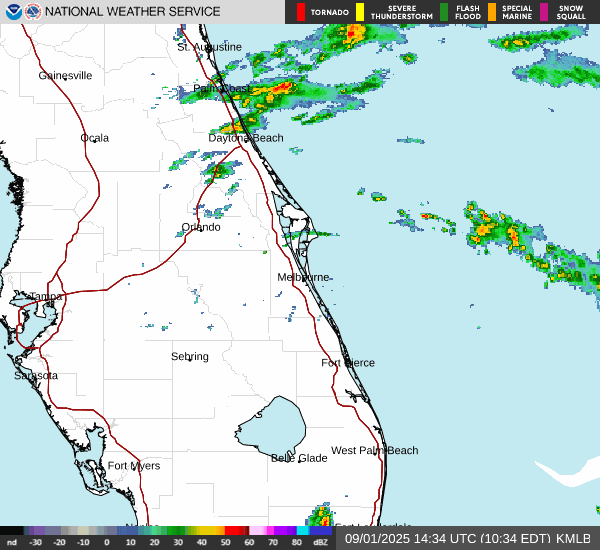 NATIONAL WEATHER SERVICE
TORNADO
SEVERE THUNDERSTORM
FLASH FLOOD
SPECIAL MARINE
SNOW SQUALL
St. Augustine
Gainesville
Palm Coast
Ocala
Daytona Beach
Orlando
Melbourne
Tampa
Sebring
Fort Pierce
Sarasota
West Palm Beach
Belle Glade
Fort Myers
nd -30 -20 -10 0 10 20 30 40 50 60 70 80 dBZ
09/01/2025 14:34 UTC (10:34 EDT) KMLB